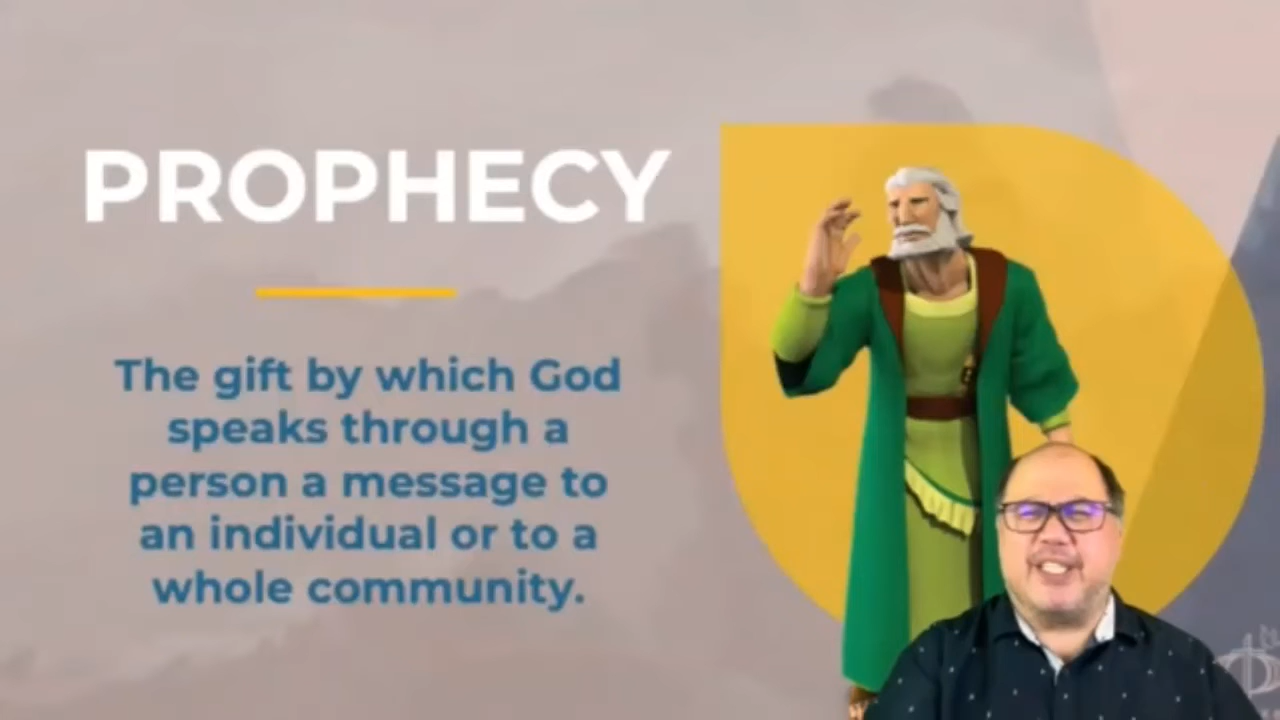 PROPHECY
The gift by which God
speaks through a
person a message to
an individual or to a
whole community.